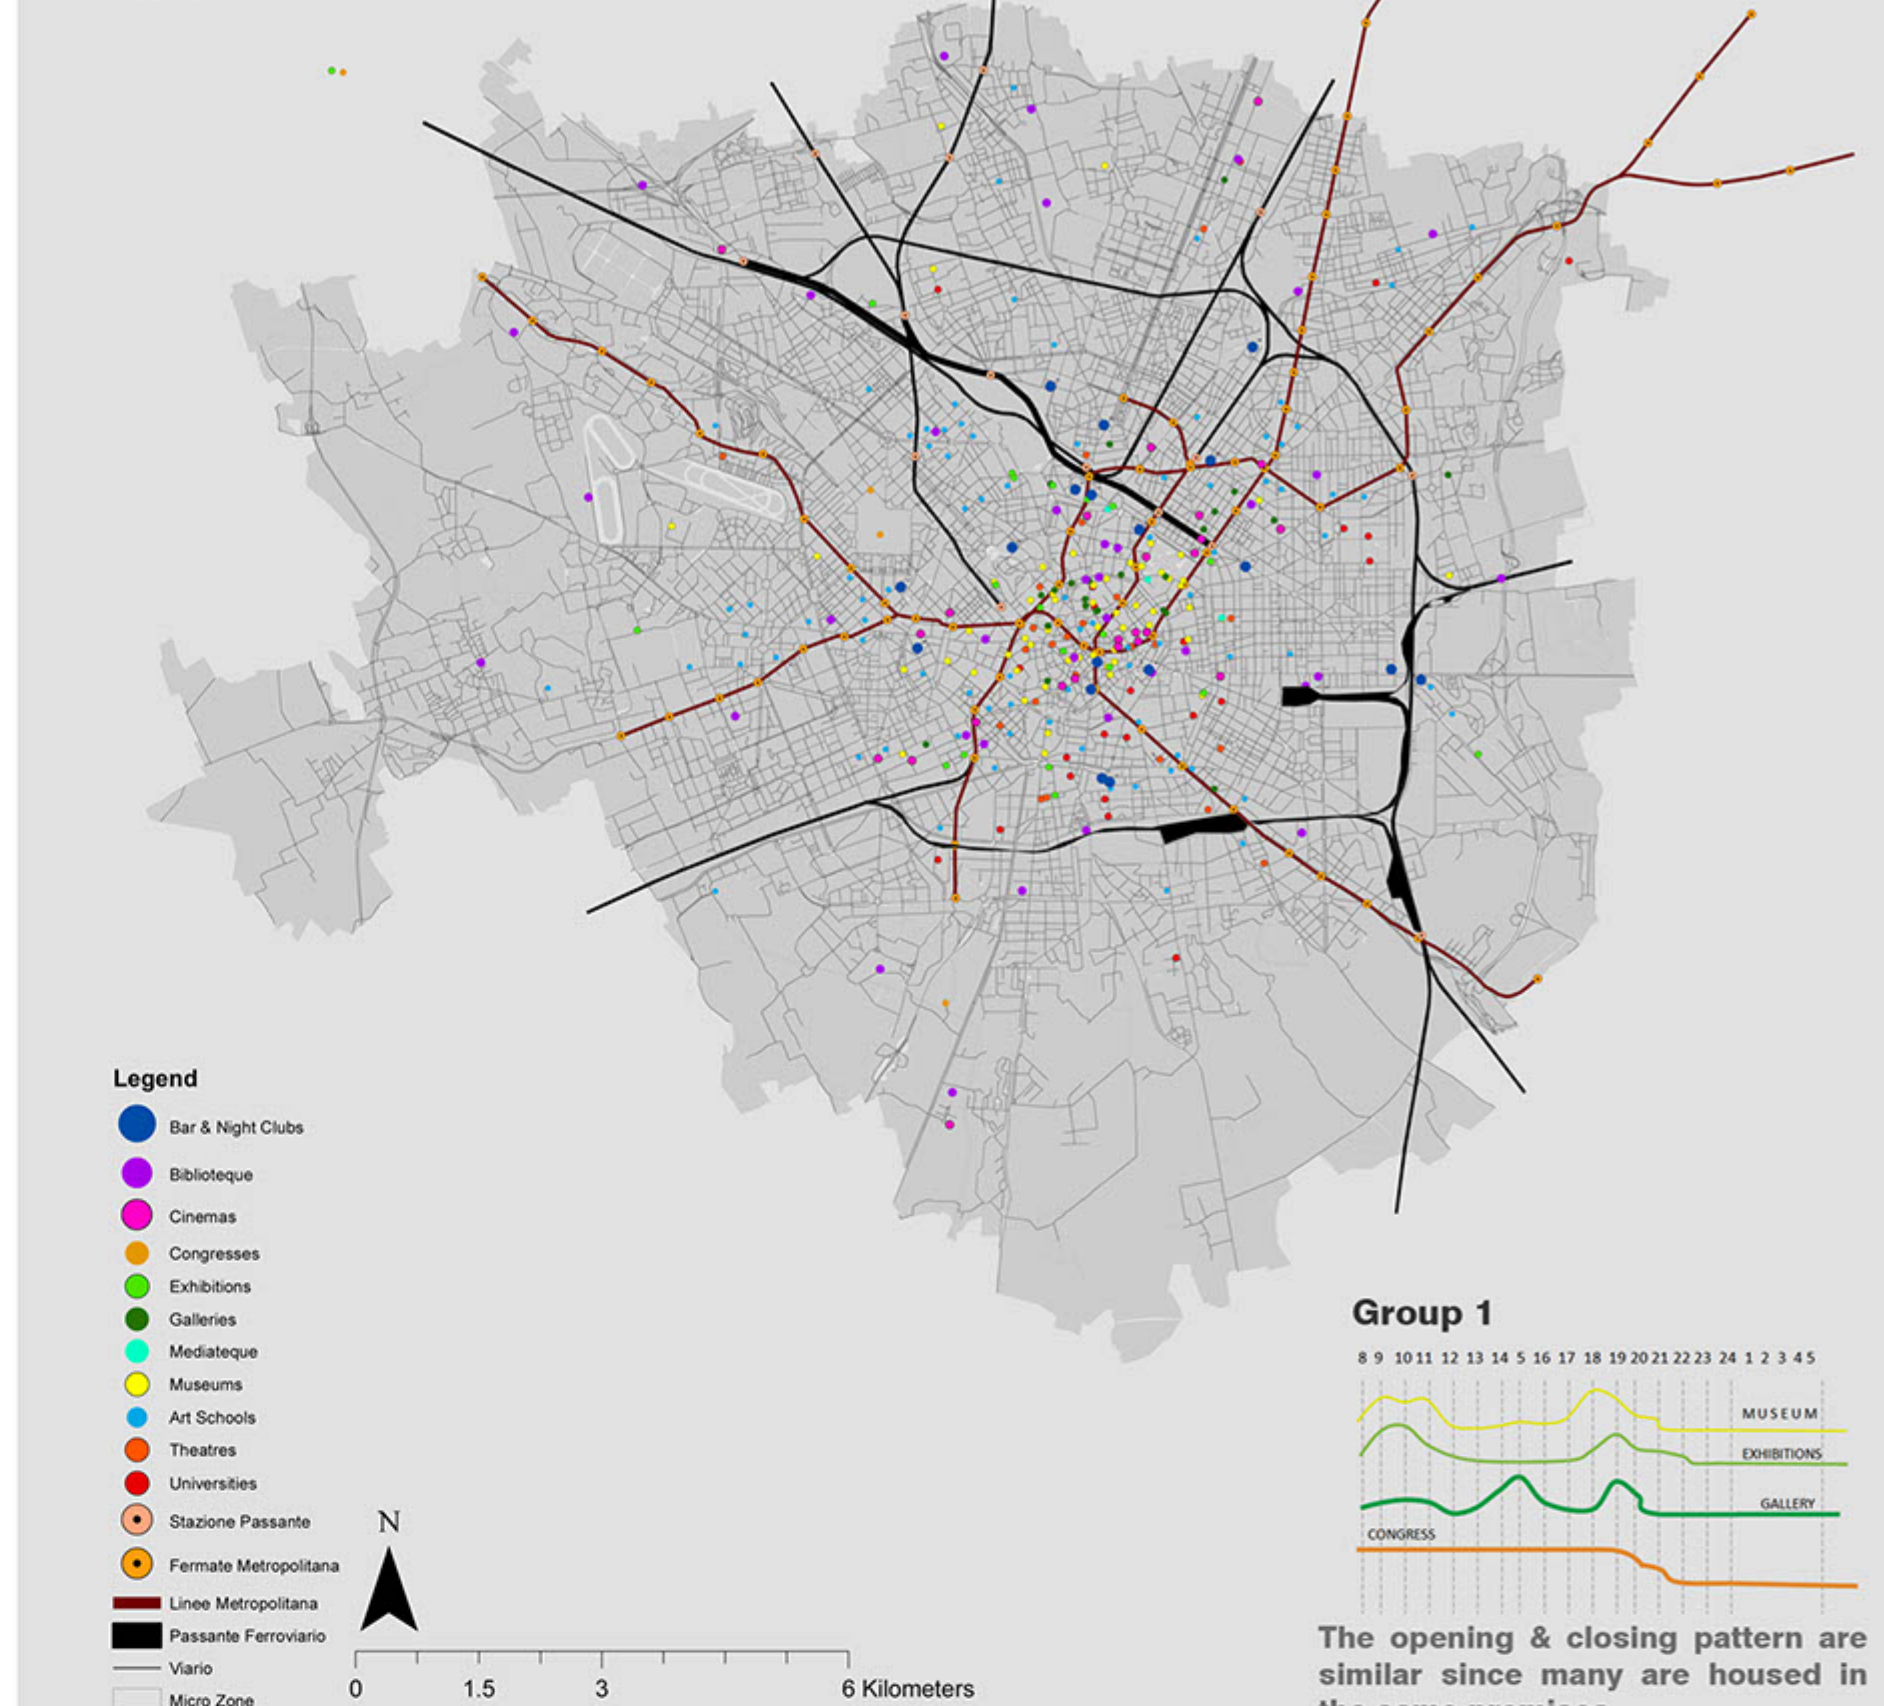 Legend
Bar & Night Clubs
Biblioteque
Cinemas
Congresses
Exhibitions
Galleries
Mediateque
Museums
Art Schools
Theatres
Universities
Stazione Passante
Fermate Metropolitana
Linee Metropolitana
Passante Ferroviario
Viario
Micro Zone
N
0 1.5 3 6 Kilometers
Group 1
8 9 10 11 12 13 14 5 16 17 18 19 20 21 22 23 24 1 2 3 4 5
MUSEUM
EXHIBITIONS
GALLERY
CONGRESS
The opening & closing pattern are
similar since many are housed in
the same premises